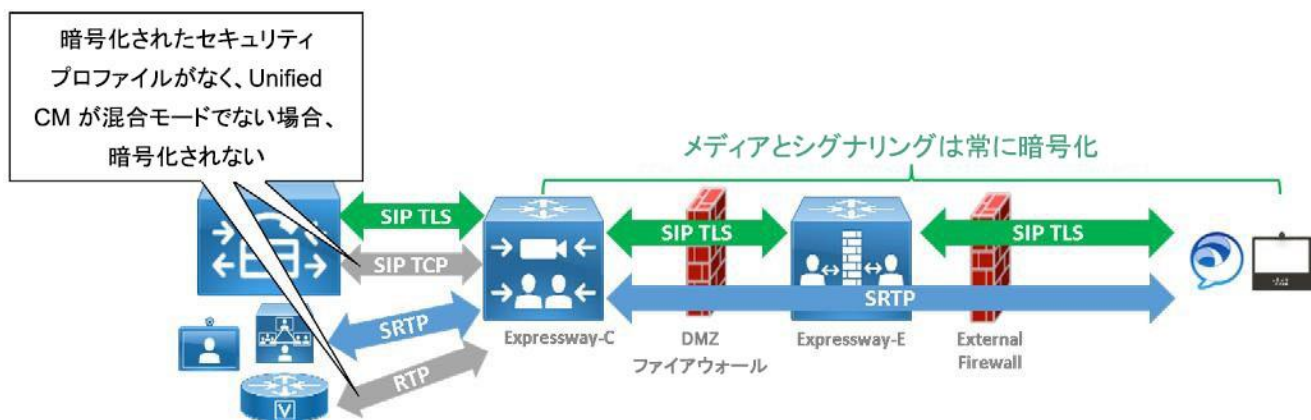 暗号化されたセキュリティ
プロファイルがなく、Unified
CM が混合モードでない場合、
暗号化されない
メディアとシグナリングは常に暗号化
SIP TLS
SIP TLS
SIP TLS
SIP TCP
SRTP
SRTP
RTP
Expressway-C
DMZ
ファイアウォール
Expressway-E
External
Firewall
V